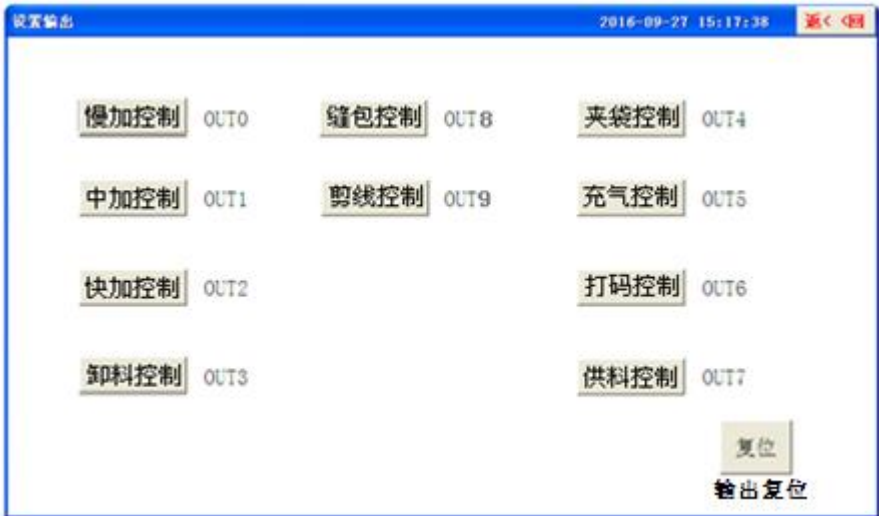 设置输出 2016-09-27 15:17:38 返< <回
慢加控制 OUT0 缝包控制 OUT8 夹袋控制 OUT4
中加控制 OUT1 剪线控制 OUT9 充气控制 OUT5
快加控制 OUT2 打码控制 OUT6
卸料控制 OUT3 供料控制 OUT7
复位
输出复位